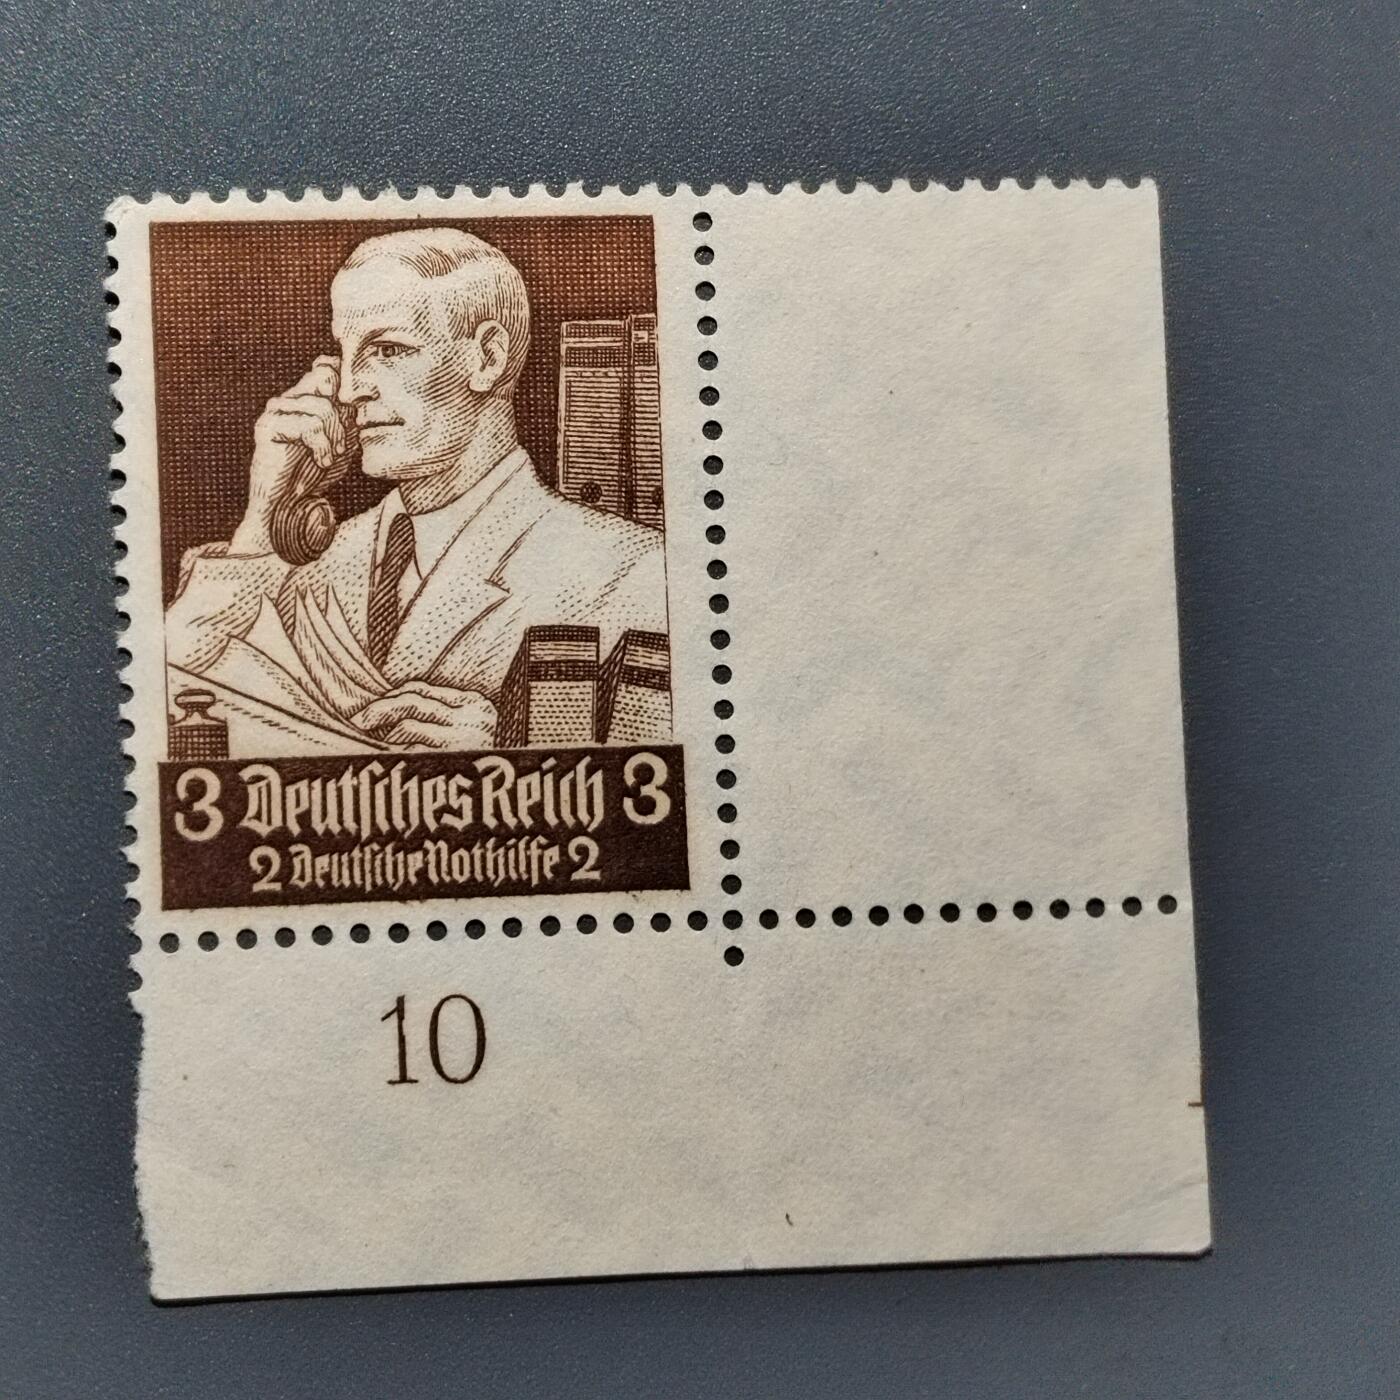 3 Deutsches Reich 3
2 Deutsche Nothilfe 2
10